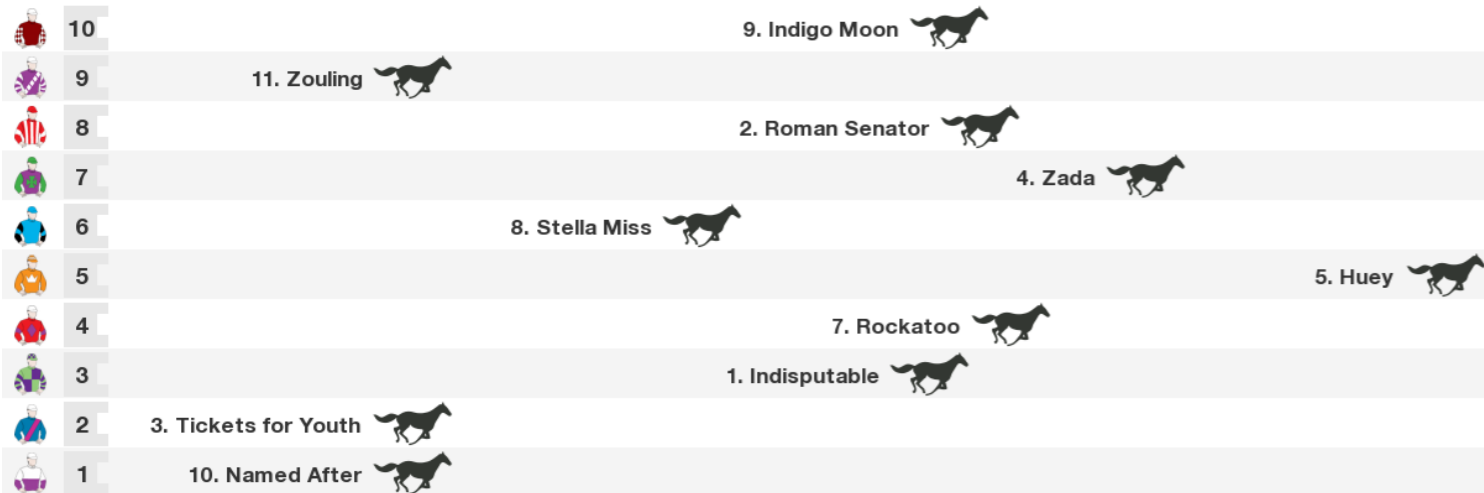 10 9. Indigo Moon
9 11. Zouling
8 2. Roman Senator
7 4. Zada
6 8. Stella Miss
5 5. Huey
4 7. Rockatoo
3 1. Indisputable
2 3. Tickets for Youth
1 10. Named After